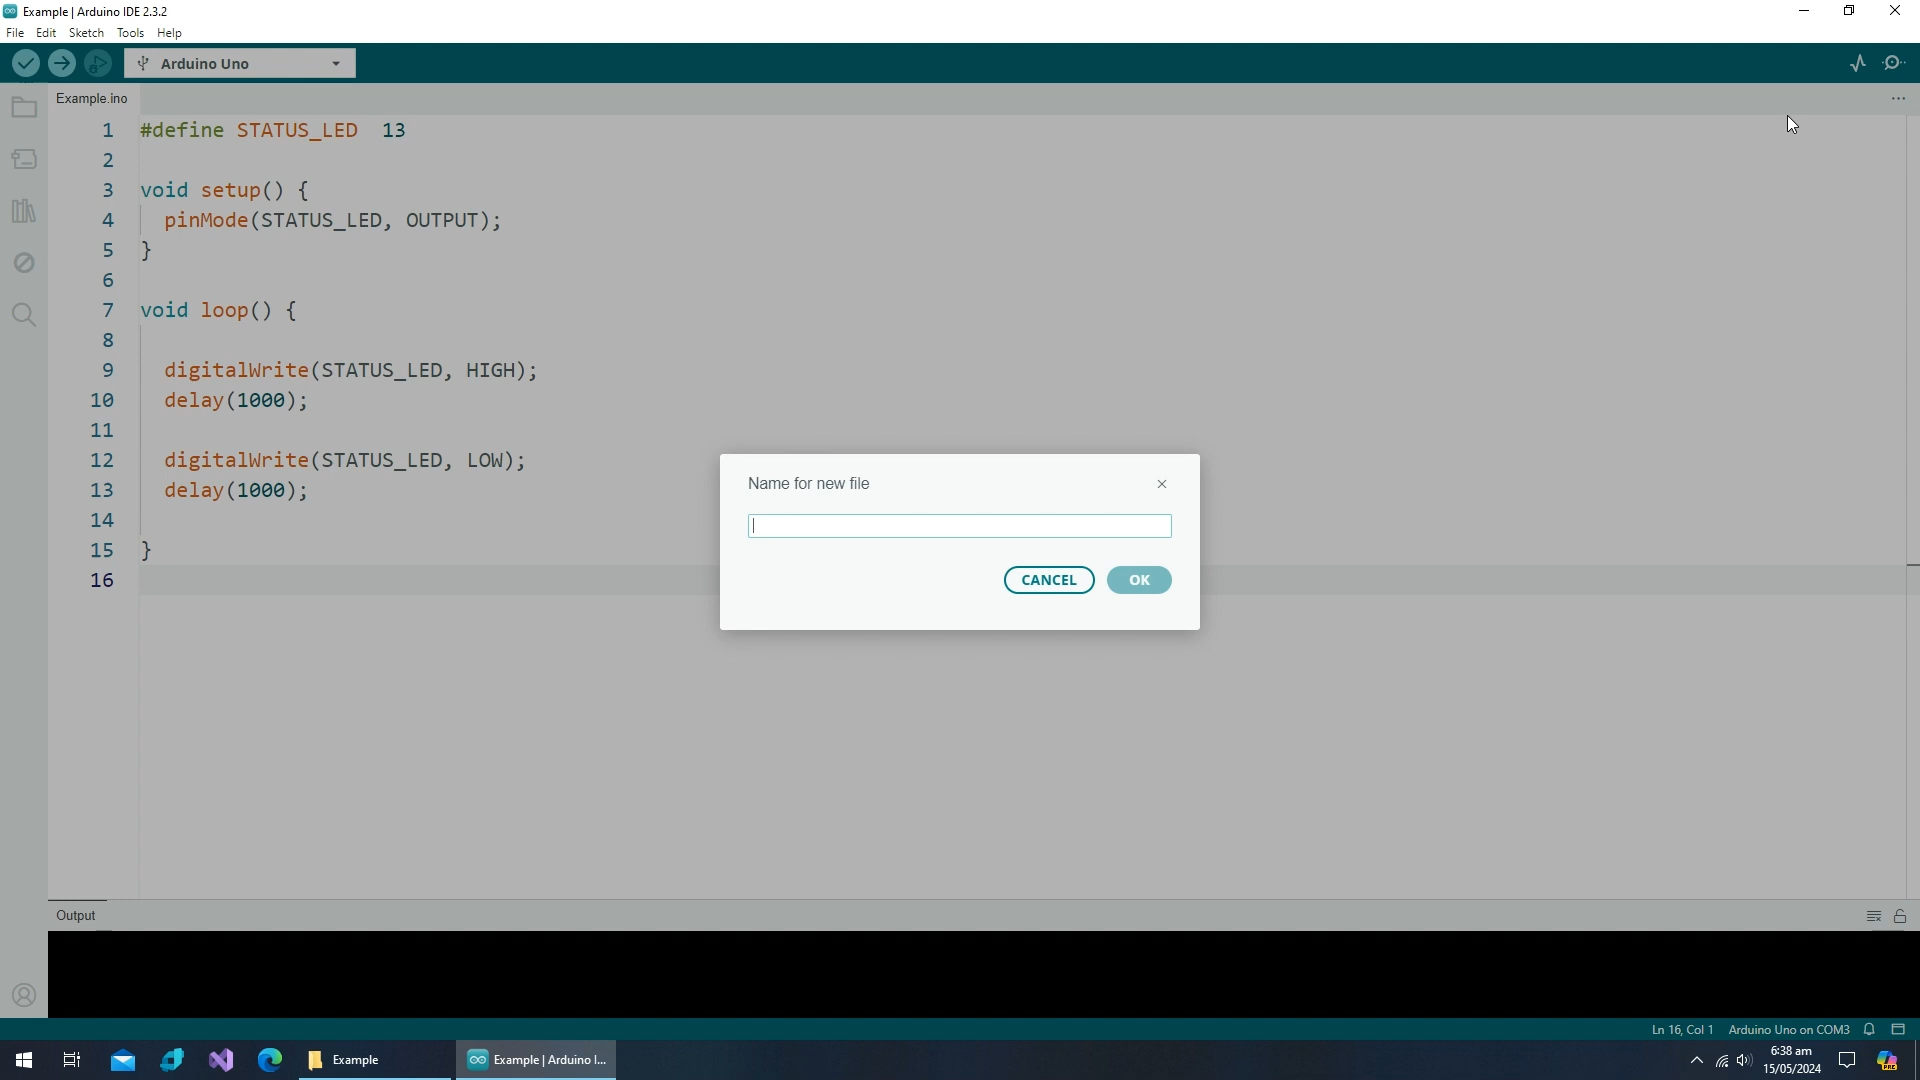 Example | Arduino IDE 2.3.2
File Edit Sketch Tools Help
Arduino Uno
Example.ino
1 #define STATUS_LED  13
2
3 void setup() {
4   pinMode(STATUS_LED, OUTPUT);
5 }
6
7 void loop() {
8
9   digitalWrite(STATUS_LED, HIGH);
10   delay(1000);
11
12   digitalWrite(STATUS_LED, LOW);
13   delay(1000);
14
15 }
16
Name for new file
CANCEL OK
Output
Ln 16, Col 1 Arduino Uno on COM3
Example
Example | Arduino I...
6:38 am
15/05/2024
PRE